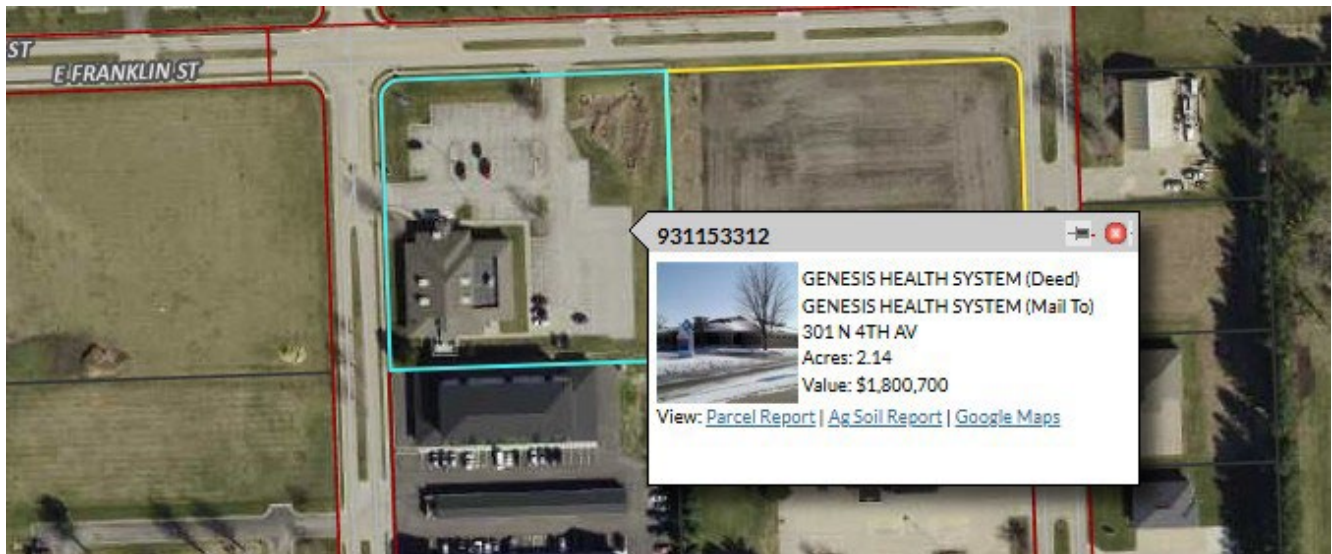 ST
E FRANKLIN ST
931153312
GENESIS HEALTH SYSTEM (Deed)
GENESIS HEALTH SYSTEM (Mail To)
301 N 4TH AV
Acres: 2.14
Value: $1,800,700
View: Parcel Report | Ag Soil Report | Google Maps